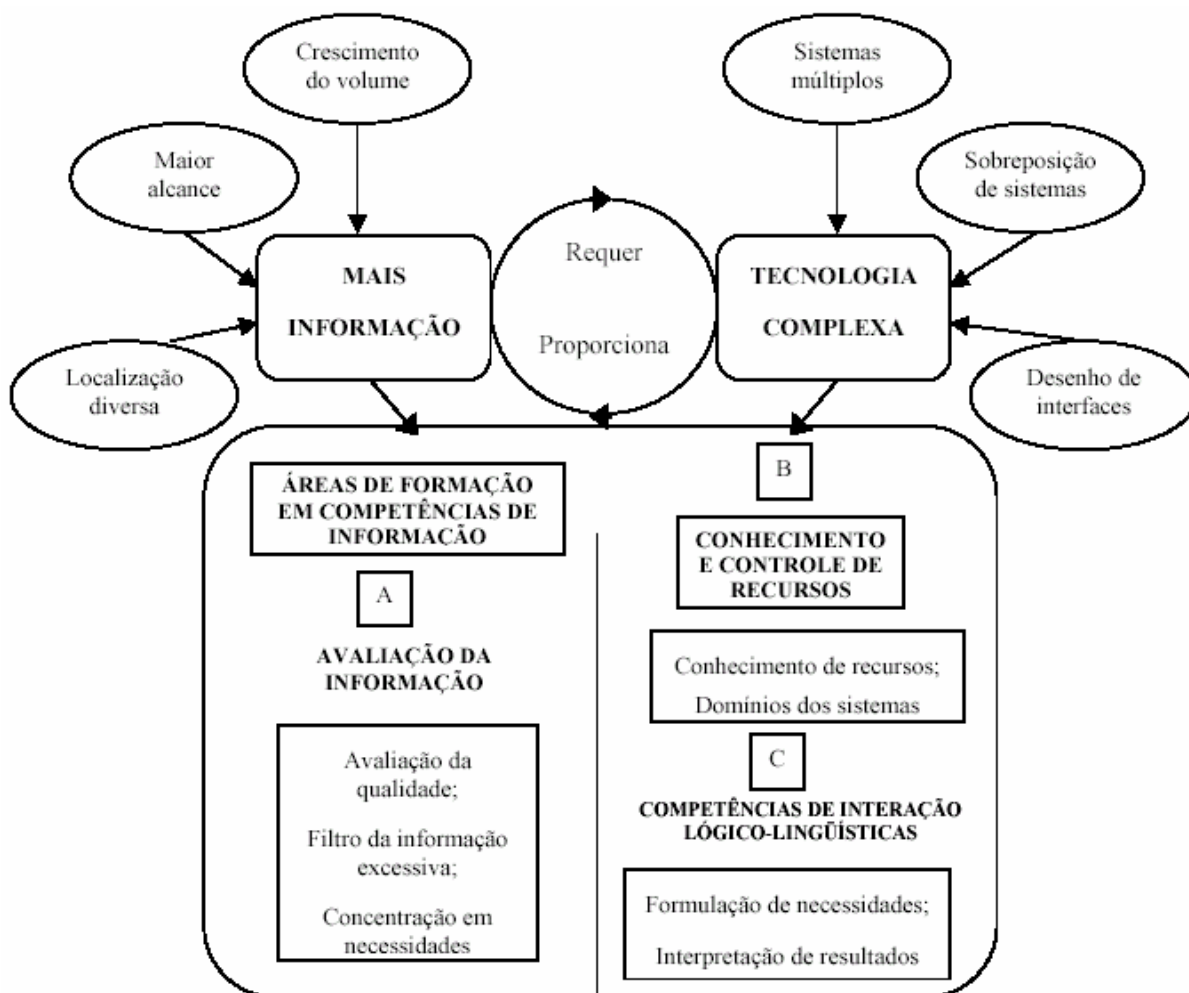 Crescimento
do volume
Sistemas
múltiplos
Maior
alcance
Sobreposição
de sistemas
MAIS
INFORMAÇÃO
Requer
Proporciona
TECNOLOGIA
COMPLEXA
Localização
diversa
Desenho de
interfaces
ÁREAS DE FORMAÇÃO
EM COMPETÊNCIAS DE
INFORMAÇÃO
A
AVALIAÇÃO DA
INFORMAÇÃO
Avaliação da
qualidade;
Filtro da informação
excessiva;
Concentração em
necessidades
B
CONHECIMENTO
E CONTROLE DE
RECURSOS
Conhecimento de recursos;
Domínios dos sistemas
C
COMPETÊNCIAS DE INTERAÇÃO
LÓGICO-LINGÜÍSTICAS
Formulação de necessidades;
Interpretação de resultados